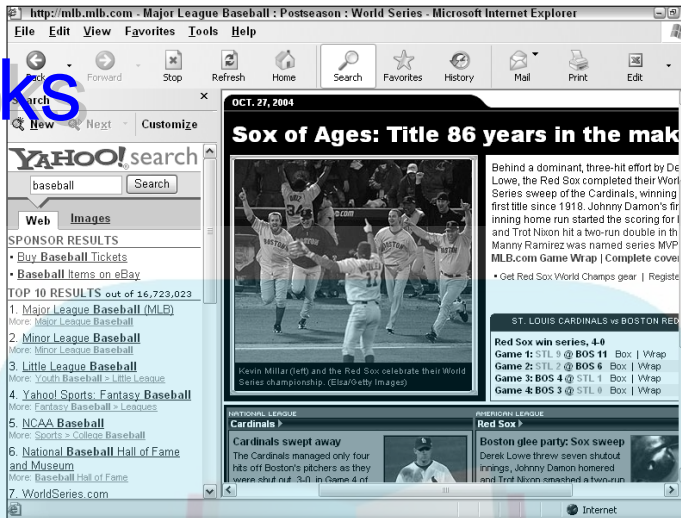 http://mlb.mlb.com - Major League Baseball : Postseason : World Series - Microsoft Internet Explorer
File Edit View Favorites Tools Help
Back Forward Stop Refresh Home Search Favorites History Mail Print Edit
ks
Search ×
New Next Customize
YAHOO! search
baseball Search
Web Images
SPONSOR RESULTS
• Buy Baseball Tickets
• Baseball Items on eBay
TOP 10 RESULTS out of 16,723,023
1. Major League Baseball (MLB)
More: Major League Baseball
2. Minor League Baseball
More: Minor League Baseball
3. Little League Baseball
More: Youth Baseball > Little League
4. Yahoo! Sports: Fantasy Baseball
More: Fantasy Baseball > Leagues
5. NCAA Baseball
More: Sports > College Baseball
6. National Baseball Hall of Fame
and Museum
More: Baseball Hall of Fame
7. WorldSeries.com
OCT. 27, 2004
Sox of Ages: Title 86 years in the mak
Behind a dominant, three-hit effort by De
Lowe, the Red Sox completed their Worl
Series sweep of the Cardinals, winning
first title since 1918. Johnny Damon's fir
inning home run started the scoring for
and Trot Nixon hit a two-run double in th
Manny Ramirez was named series MVP
MLB.com Game Wrap | Complete cover
• Get Red Sox World Champs gear | Registe
Kevin Millar (left) and the Red Sox celebrate their World
Series championship. (Elsa/Getty Images)
ST. LOUIS CARDINALS vs BOSTON RED
Red Sox win series, 4-0
Game 1: STL 9 @ BOS 11 Box | Wrap
Game 2: STL 2 @ BOS 6 Box | Wrap
Game 3: BOS 4 @ STL 1 Box | Wrap
Game 4: BOS 3 @ STL 0 Box | Wrap
NATIONAL LEAGUE
Cardinals
Cardinals swept away
The Cardinals managed only four
hits off Boston's pitchers as they
were shut out, 3-0, in Game 4 of
AMERICAN LEAGUE
Red Sox
Boston glee party: Sox sweep
Derek Lowe threw seven shutout
innings, Johnny Damon homered
and Trot Nixon smashed a two-run
Internet